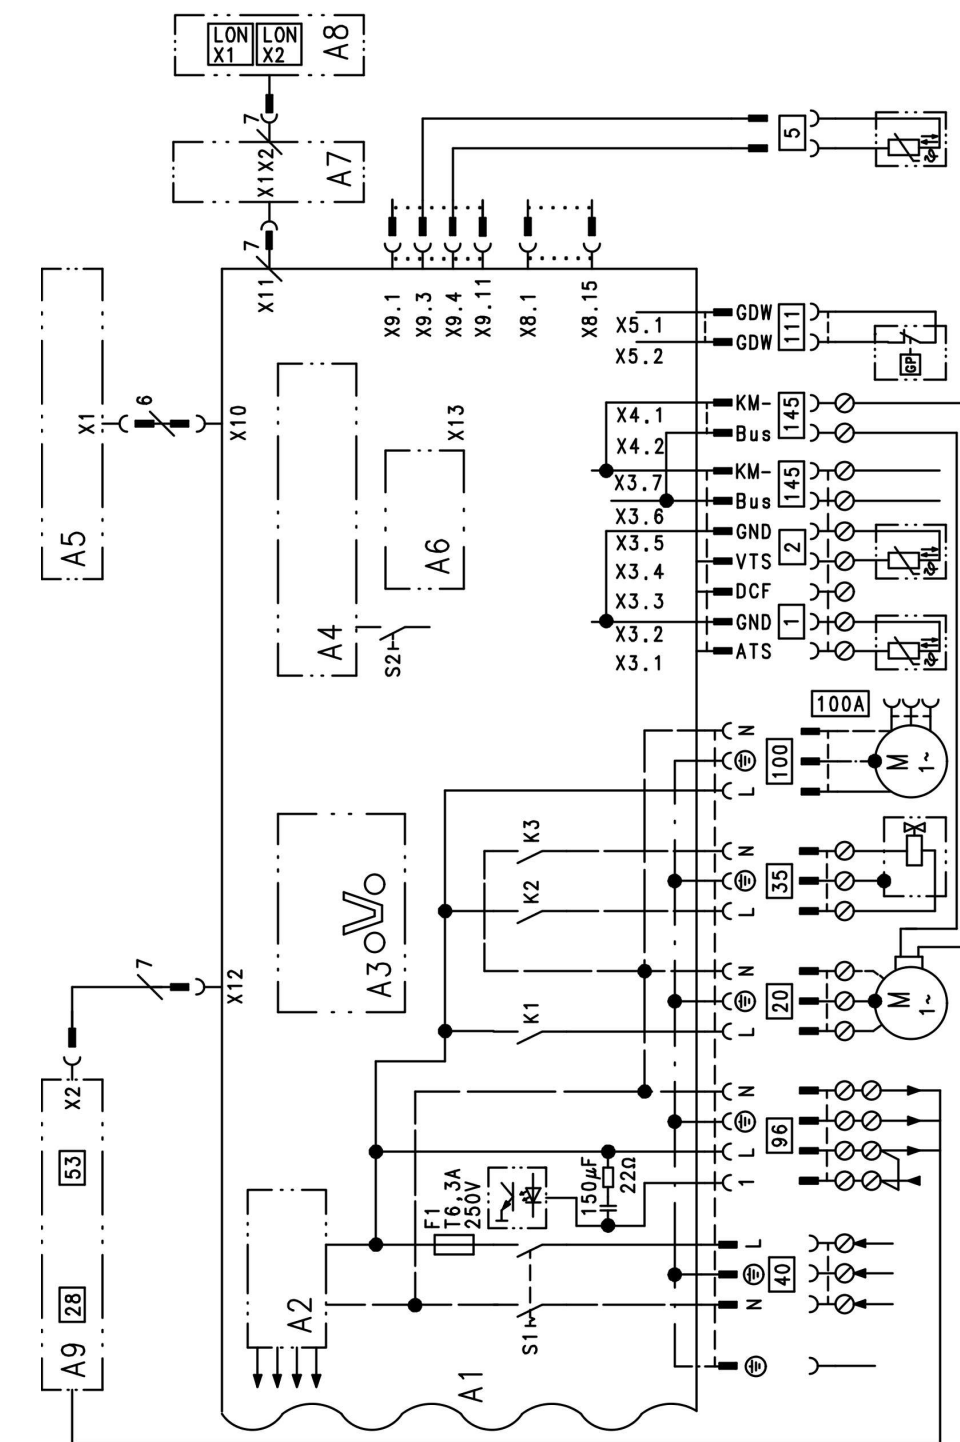 LON
X1
LON
X2
A8
7
X1
X2
A7
7
X11
5
ϑ
X9.1
X9.3
X9.4
X9.11
X8.1
X8.15
X1
6
X10
A5
X13
A6
A4
S2
X5.1
X5.2
GDW
GDW
111
GP
X4.1
X4.2
KM-
Bus
145
X3.7
X3.6
KM-
Bus
145
X3.5
X3.4
X3.3
X3.2
X3.1
GND
VTS
DCF
GND
ATS
2
1
ϑ
ϑ
100A
N
L
100
M
1~
K3
K2
N
L
35
K1
N
L
20
M
1~
A3
7
X12
X2
53
28
A9
N
L
1
96
150µF
22Ω
F1
T6,3A
250V
A2
S1
L
N
40
A1